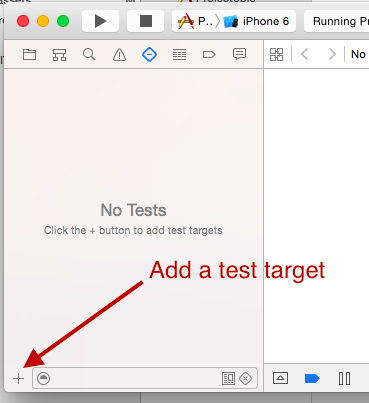 P..
iPhone 6
Running Pr
No
No Tests
Click the + button to add test targets
Add a test target